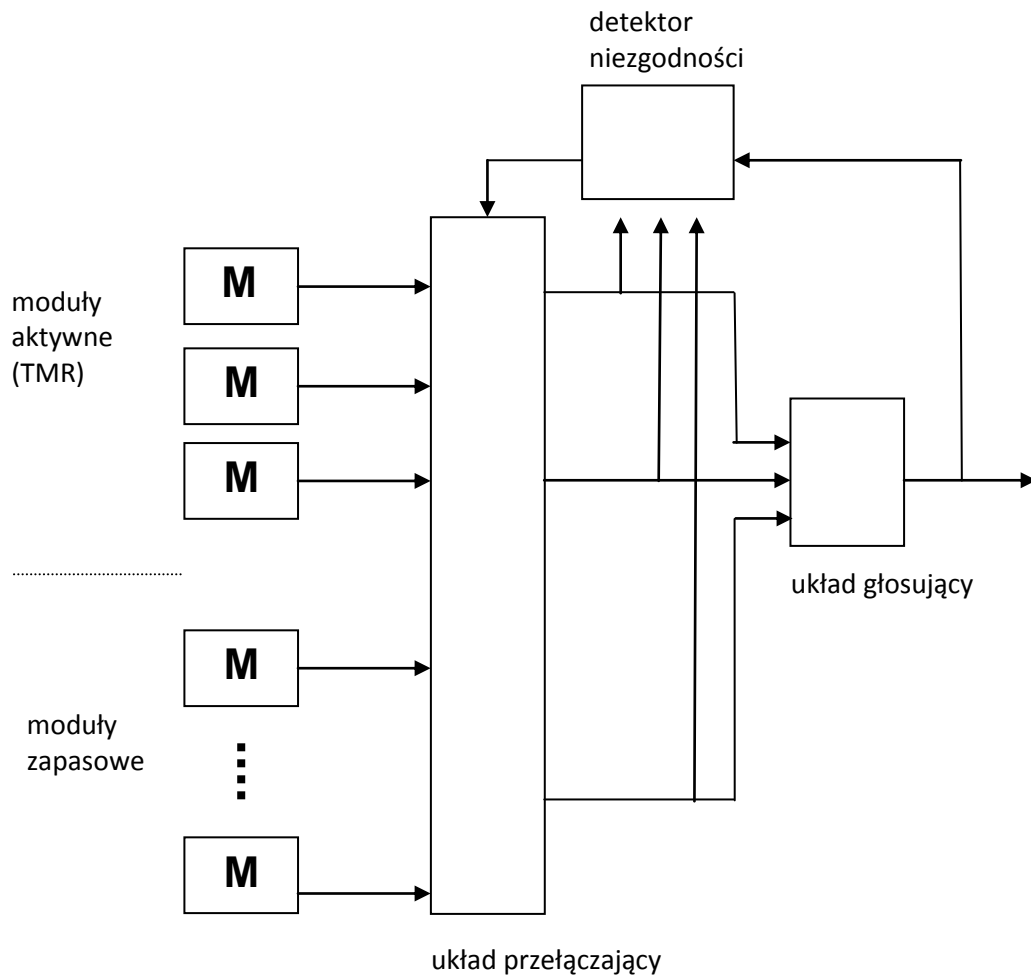 detektor
niezgodności
M
moduły
aktywne
(TMR)
M
M
układ głosujący
M
moduły
zapasowe
M
układ przełączający